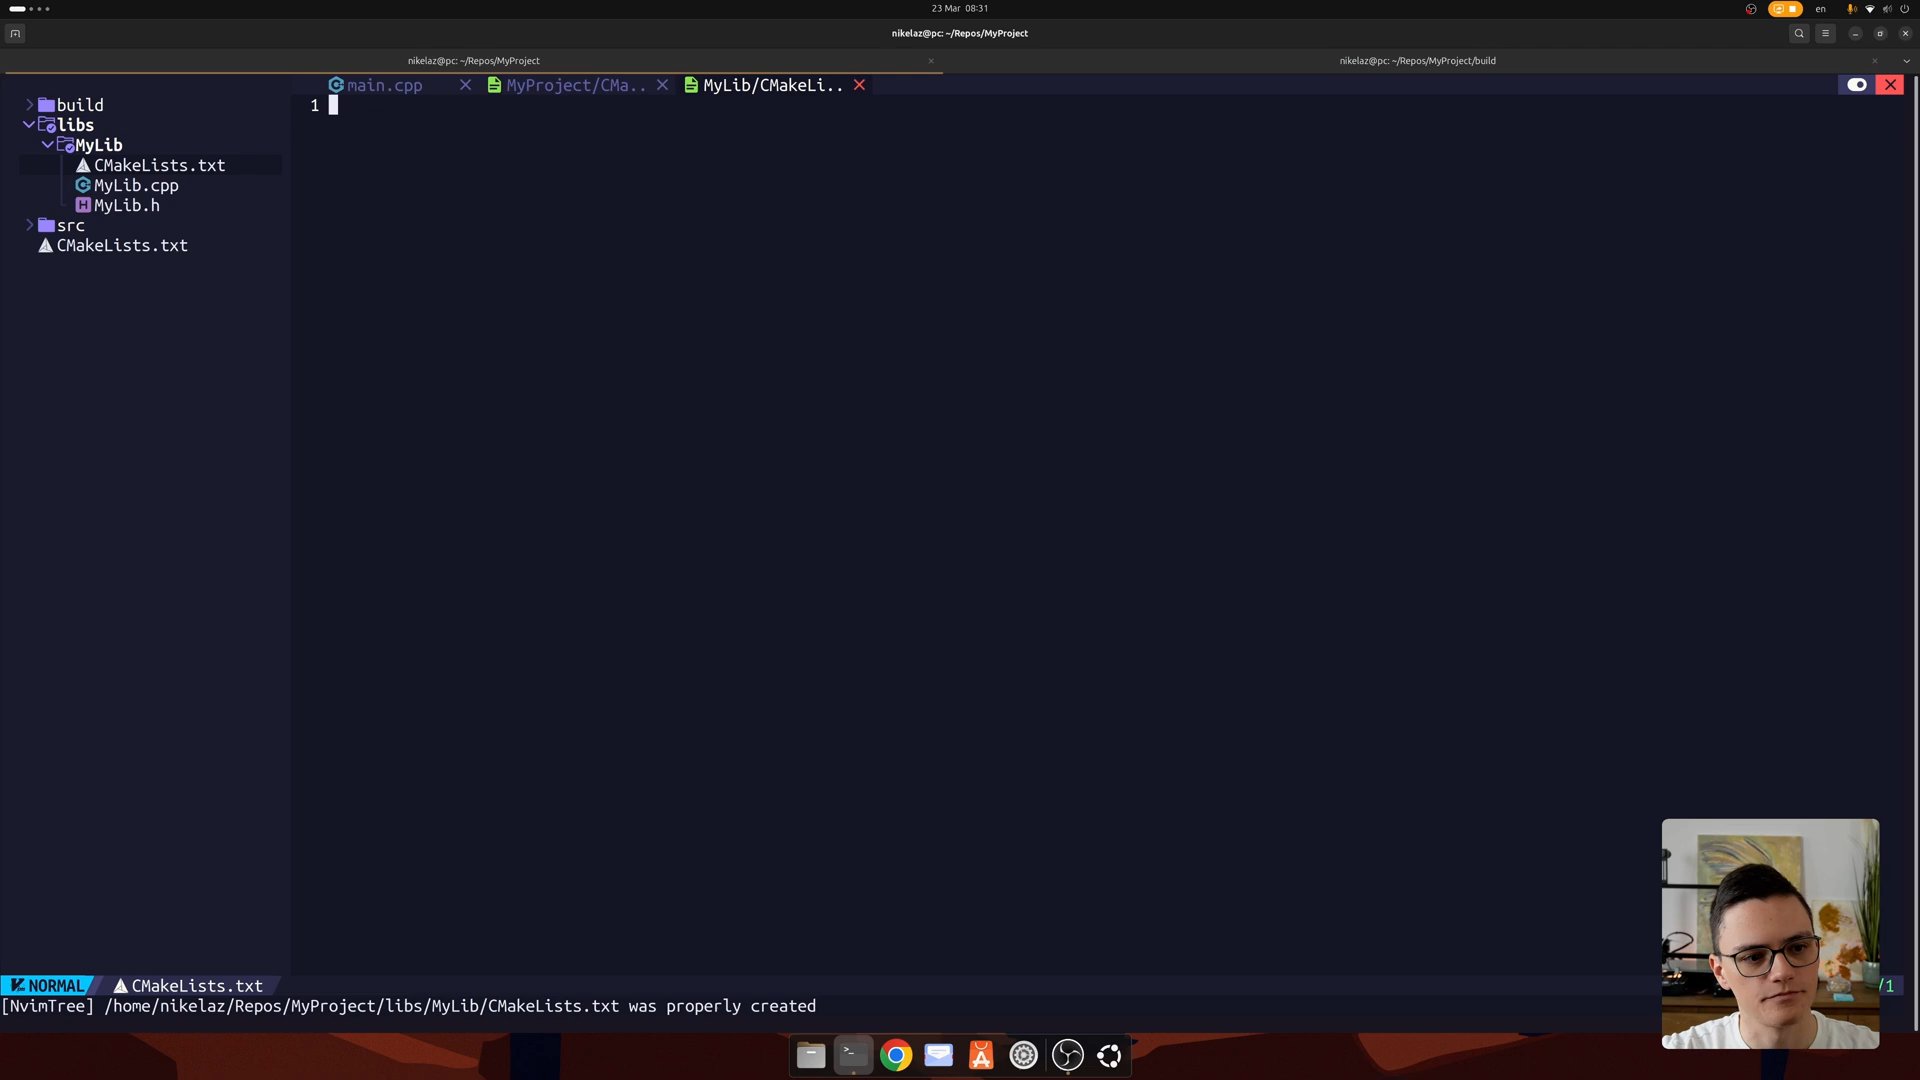 23 Mar 08:31
en
nikelaz@pc: ~/Repos/MyProject
nikelaz@pc: ~/Repos/MyProject
nikelaz@pc: ~/Repos/MyProject/build
main.cpp
MyProject/CMa..
MyLib/CMakeLi..
1
build
libs
MyLib
CMakeLists.txt
MyLib.cpp
MyLib.h
src
CMakeLists.txt
NORMAL
CMakeLists.txt
/1
[NvimTree] /home/nikelaz/Repos/MyProject/libs/MyLib/CMakeLists.txt was properly created